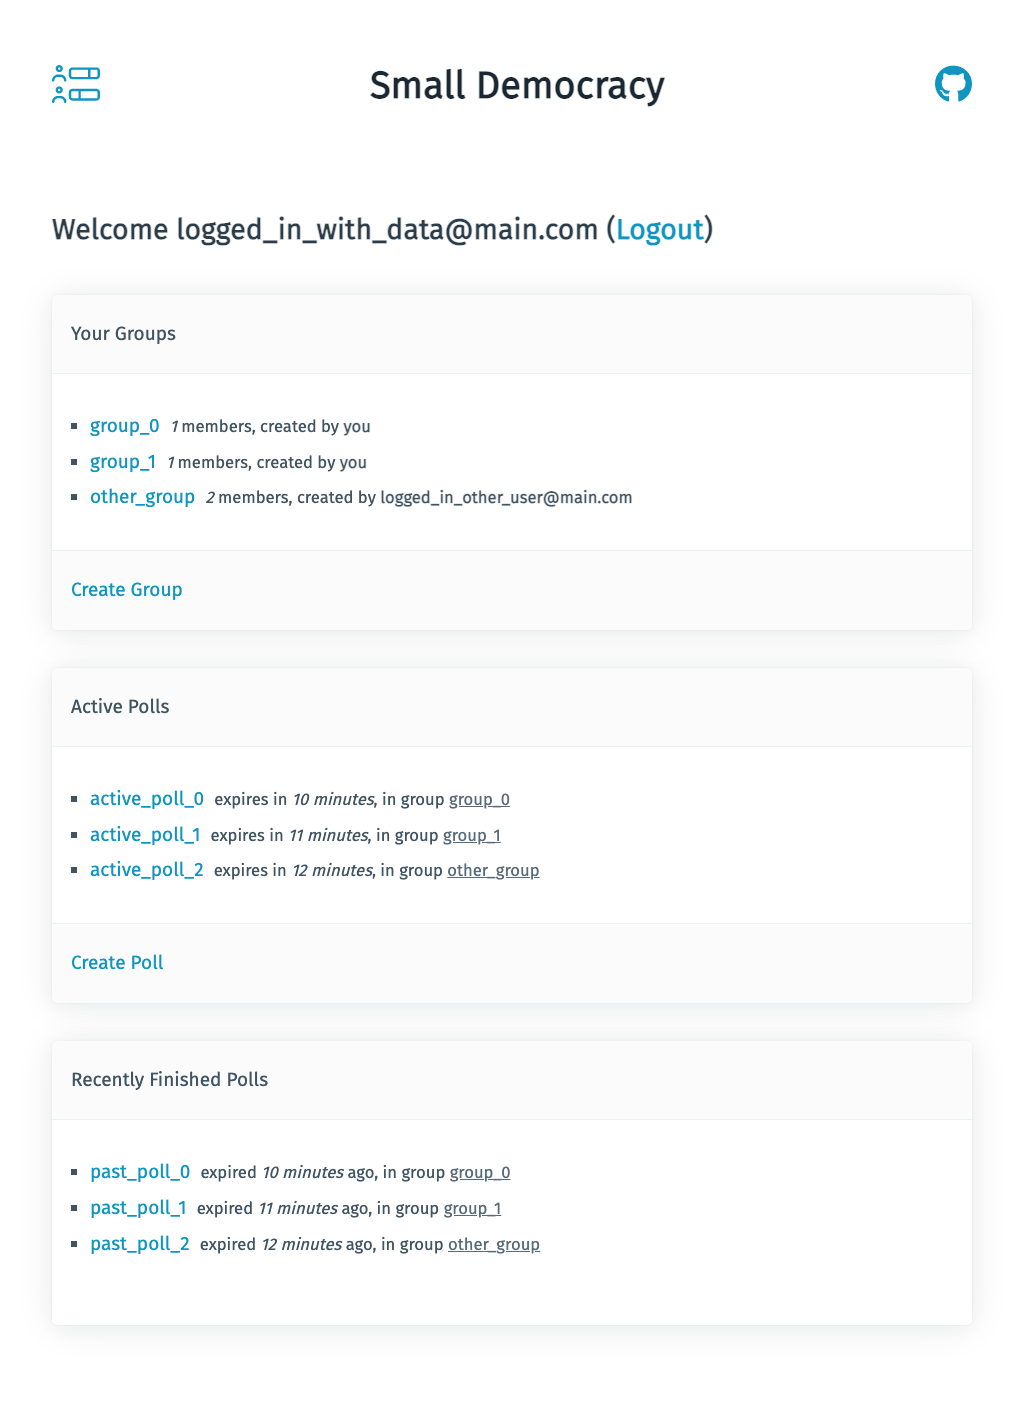 Small Democracy
Welcome logged_in_with_data@main.com (Logout)
Your Groups
group_0 1 members, created by you
group_1 1 members, created by you
other_group 2 members, created by logged_in_other_user@main.com
Create Group
Active Polls
active_poll_0 expires in 10 minutes, in group group_0
active_poll_1 expires in 11 minutes, in group group_1
active_poll_2 expires in 12 minutes, in group other_group
Create Poll
Recently Finished Polls
past_poll_0 expired 10 minutes ago, in group group_0
past_poll_1 expired 11 minutes ago, in group group_1
past_poll_2 expired 12 minutes ago, in group other_group